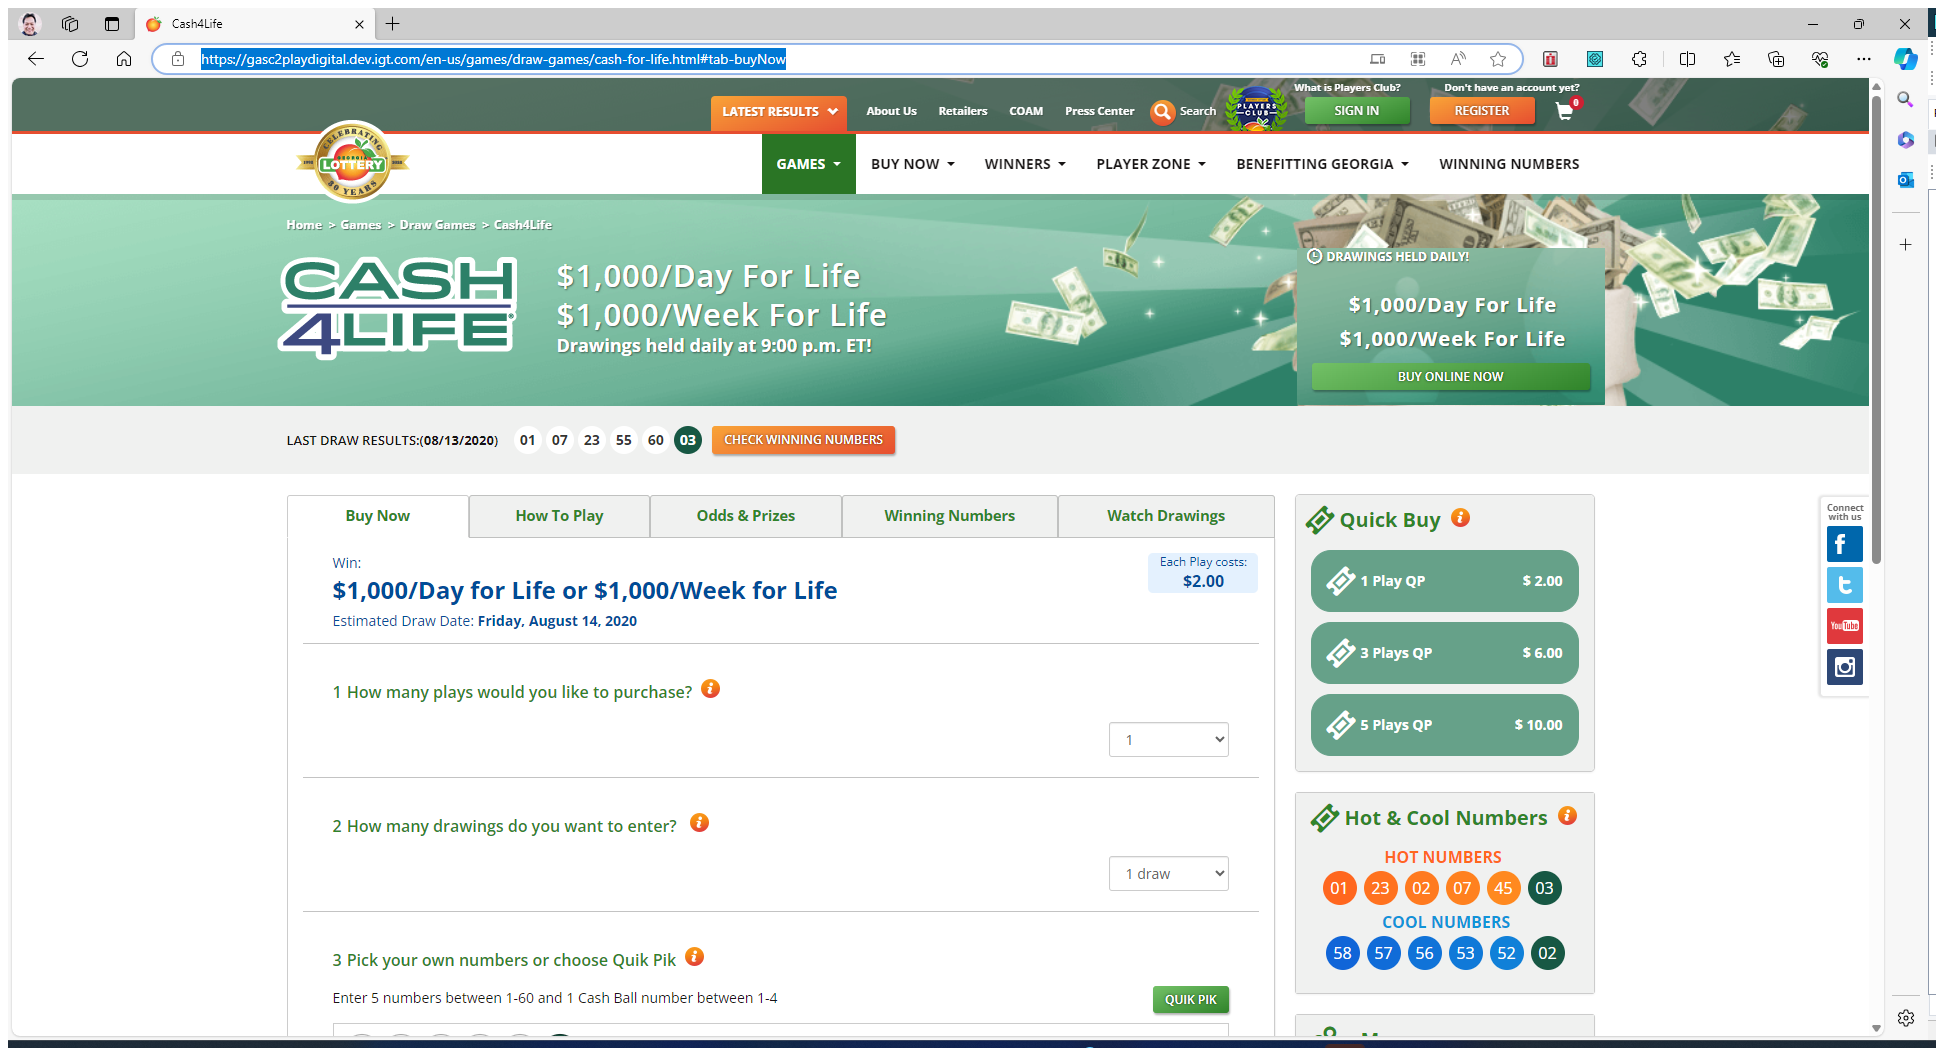 Cash4Life
https://gasc2playdigital.dev.igt.com/en-us/games/draw-games/cash-for-life.html#tab-buyNow
What is Players Club? Don't have an account yet?
LATEST RESULTS About Us Retailers COAM Press Center Search PLAYERS CLUB SIGN IN REGISTER 0
CELEBRATING
GEORGIA
LOTTERY
30 YEARS
GAMES BUY NOW WINNERS PLAYER ZONE BENEFITTING GEORGIA WINNING NUMBERS
Home > Games > Draw Games > Cash4Life
CASH
4LIFE
$1,000/Day For Life
$1,000/Week For Life
Drawings held daily at 9:00 p.m. ET!
DRAWINGS HELD DAILY!
$1,000/Day For Life
$1,000/Week For Life
BUY ONLINE NOW
LAST DRAW RESULTS:(08/13/2020) 01 07 23 55 60 03 CHECK WINNING NUMBERS
Buy Now How To Play Odds & Prizes Winning Numbers Watch Drawings
Win:
$1,000/Day for Life or $1,000/Week for Life
Estimated Draw Date: Friday, August 14, 2020
Each Play costs:
$2.00
1 How many plays would you like to purchase?
1
2 How many drawings do you want to enter?
1 draw
3 Pick your own numbers or choose Quik Pik
Enter 5 numbers between 1-60 and 1 Cash Ball number between 1-4
QUIK PIK
Quick Buy
1 Play QP $ 2.00
3 Plays QP $ 6.00
5 Plays QP $ 10.00
Hot & Cool Numbers
HOT NUMBERS
01 23 02 07 45 03
COOL NUMBERS
58 57 56 53 52 02
Connect
with us
YouTube